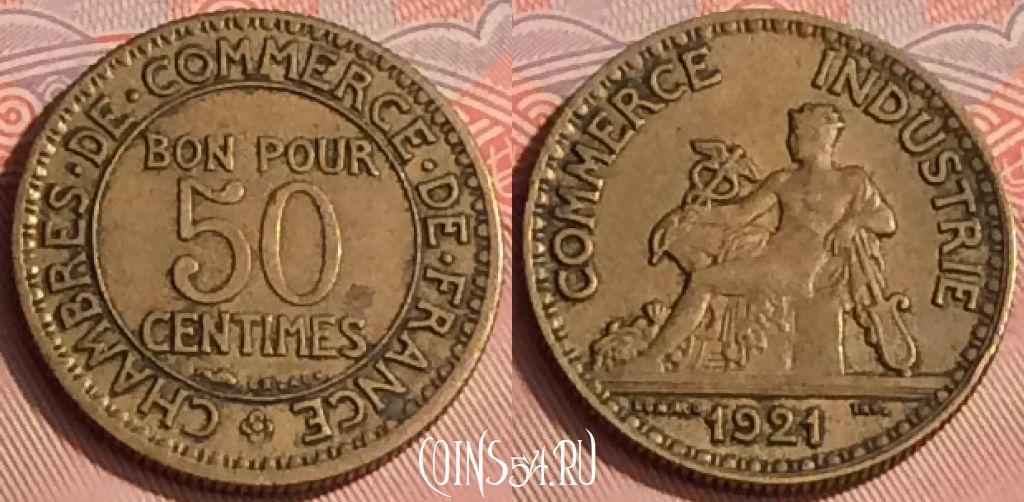 CHAMBRES · DE · COMMERCE · DE · FRANCE
BON POUR
50
CENTIMES
COMMERCE INDUSTRIE
1921
COINS54.RU